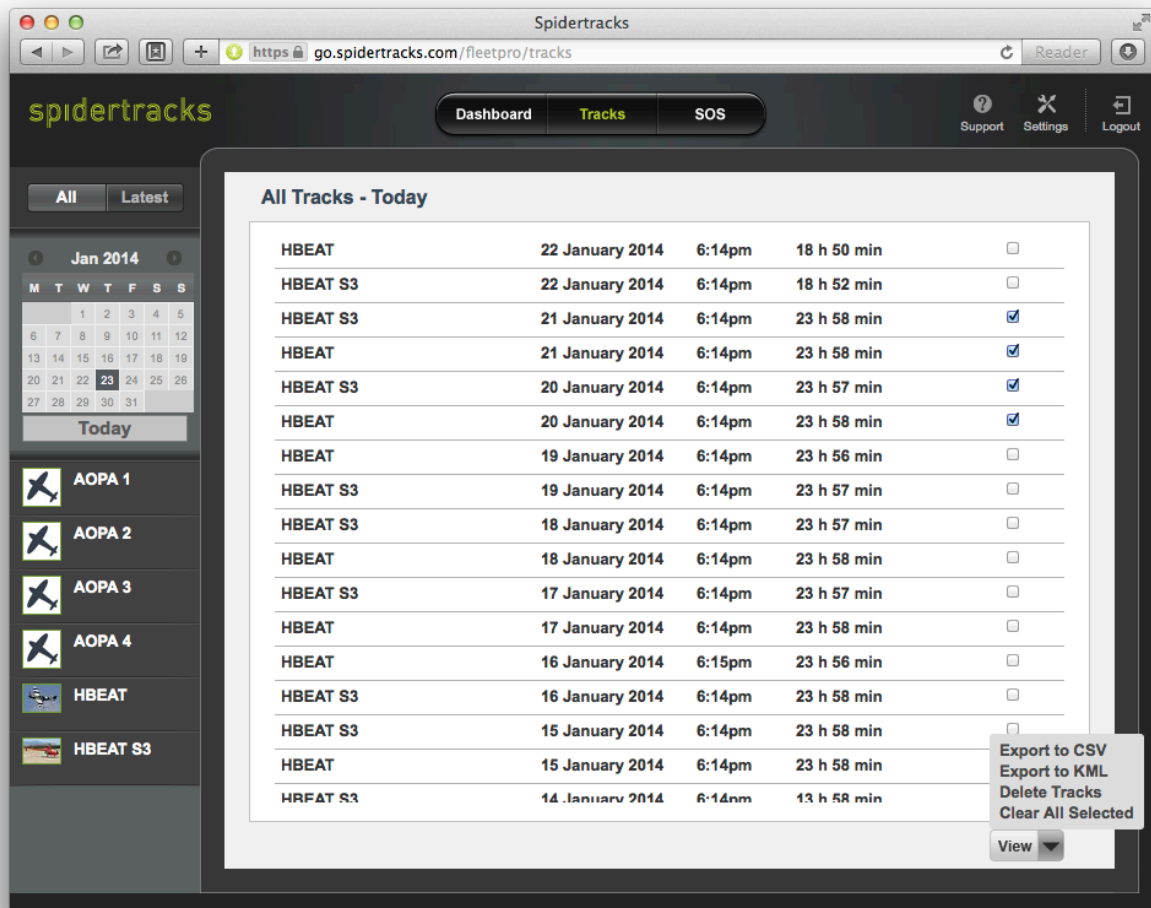 Spidertracks
https go.spidertracks.com/fleetpro/tracks Reader
spidertracks
Dashboard Tracks SOS
Support Settings Logout
All Latest
Jan 2014
M T W T F S S
1 2 3 4 5
6 7 8 9 10 11 12
13 14 15 16 17 18 19
20 21 22 23 24 25 26
27 28 29 30 31
Today
AOPA 1
AOPA 2
AOPA 3
AOPA 4
HBEAT
HBEAT S3
All Tracks - Today
HBEAT 22 January 2014 6:14pm 18 h 50 min
HBEAT S3 22 January 2014 6:14pm 18 h 52 min
HBEAT S3 21 January 2014 6:14pm 23 h 58 min
HBEAT 21 January 2014 6:14pm 23 h 58 min
HBEAT S3 20 January 2014 6:14pm 23 h 57 min
HBEAT 20 January 2014 6:14pm 23 h 58 min
HBEAT 19 January 2014 6:14pm 23 h 56 min
HBEAT S3 19 January 2014 6:14pm 23 h 57 min
HBEAT S3 18 January 2014 6:14pm 23 h 57 min
HBEAT 18 January 2014 6:14pm 23 h 58 min
HBEAT S3 17 January 2014 6:14pm 23 h 57 min
HBEAT 17 January 2014 6:14pm 23 h 58 min
HBEAT 16 January 2014 6:15pm 23 h 56 min
HBEAT S3 16 January 2014 6:14pm 23 h 58 min
HBEAT S3 15 January 2014 6:14pm 23 h 58 min
HBEAT 15 January 2014 6:14pm 23 h 58 min
HBEAT S3 14 January 2014 6:14pm 13 h 58 min
Export to CSV
Export to KML
Delete Tracks
Clear All Selected
View